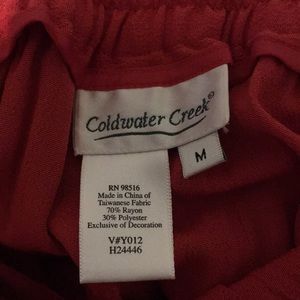 Coldwater Creek®
M
RN 98516
Made in China of
Taiwanese Fabric
70% Rayon
30% Polyester
Exclusive of Decoration
V#Y012
H24446